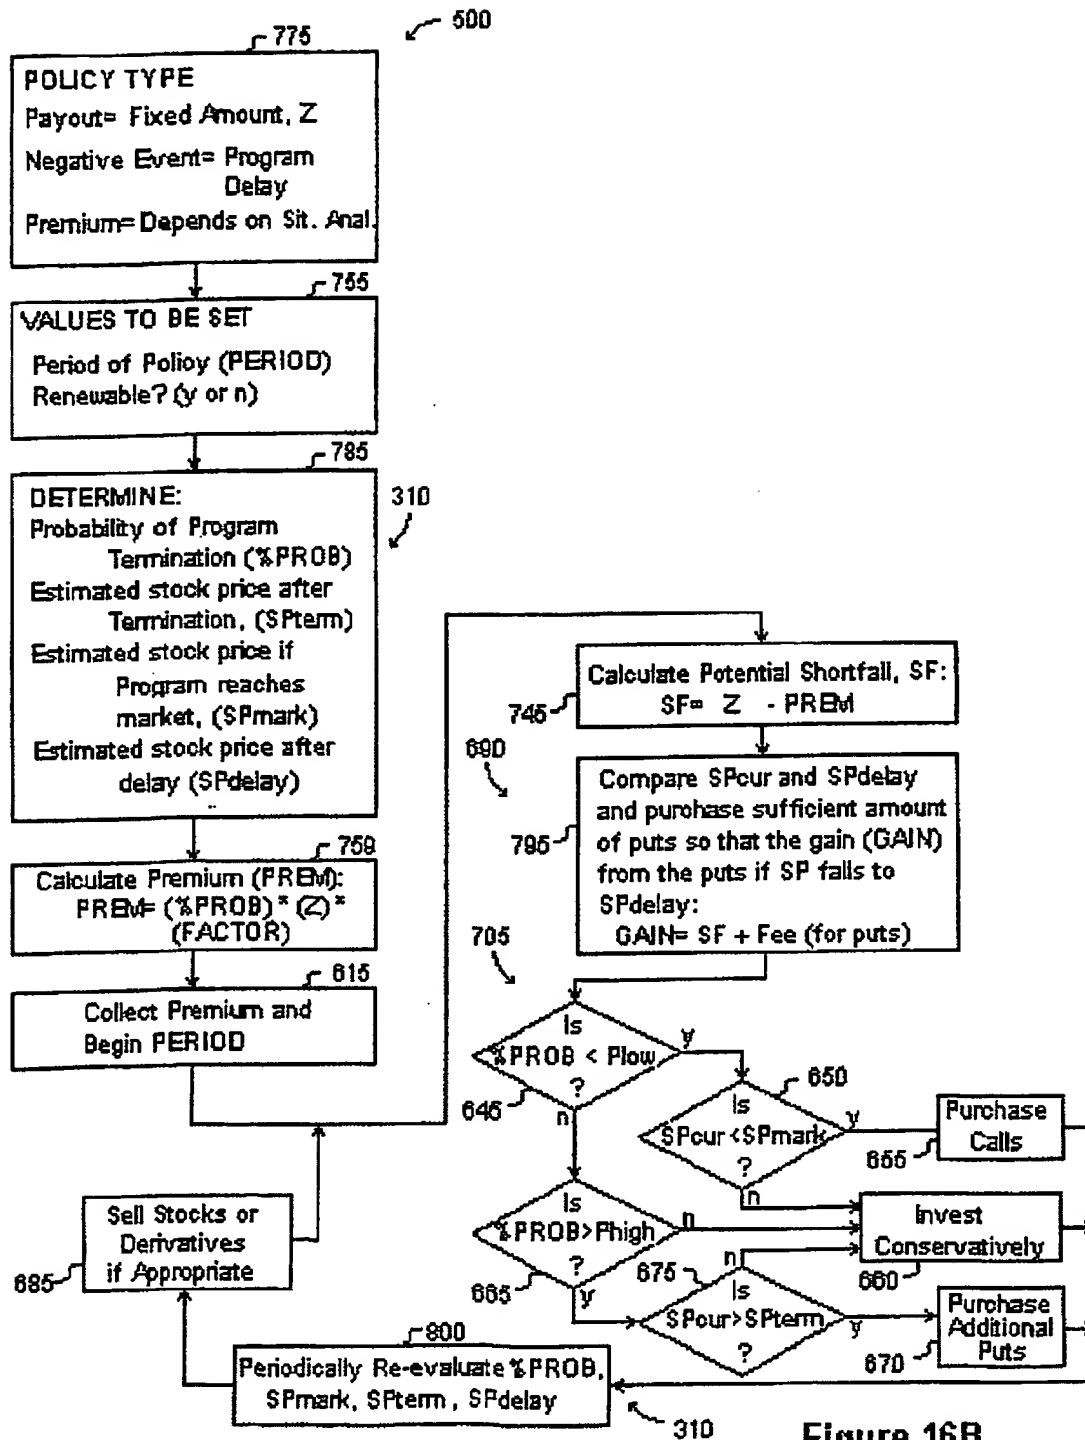 500
775
POLICY TYPE
Payout= Fixed Amount, Z
Negative Event= Program
Delay
Premium= Depends on Sit. Anal.
755
VALUES TO BE SET
Period of Policy (PERIOD)
Renewable? (y or n)
785
DETERMINE:
Probability of Program
Termination (%PROB)
Estimated stock price after
Termination, (SPterm)
Estimated stock price if
Program reaches
market, (SPmark)
Estimated stock price after
delay (SPdelay)
310
759
Calculate Premium (PREM):
PREM= (%PROB)* (Z)*
(FACTOR)
615
Collect Premium and
Begin PERIOD
Calculate Potential Shortfall, SF:
SF= Z - PREM
745
690
Compare SPcur and SPdelay
and purchase sufficient amount
of puts so that the gain (GAIN)
from the puts if SP falls to
SPdelay:
GAIN= SF + Fee (for puts)
795
705
Is
%PROB < Plow
?
y
n
645
650
Is
SPcur<SPmark
?
y
n
655
Purchase
Calls
Is
%PROB>Phigh
?
n
y
665
Invest
Conservatively
660
675
n
Is
SPcur>SPterm
?
y
Purchase
Additional
Puts
670
Sell Stocks or
Derivatives
if Appropriate
685
800
Periodically Re-evaluate %PROB,
SPmark, SPterm, SPdelay
310
Figure 16B